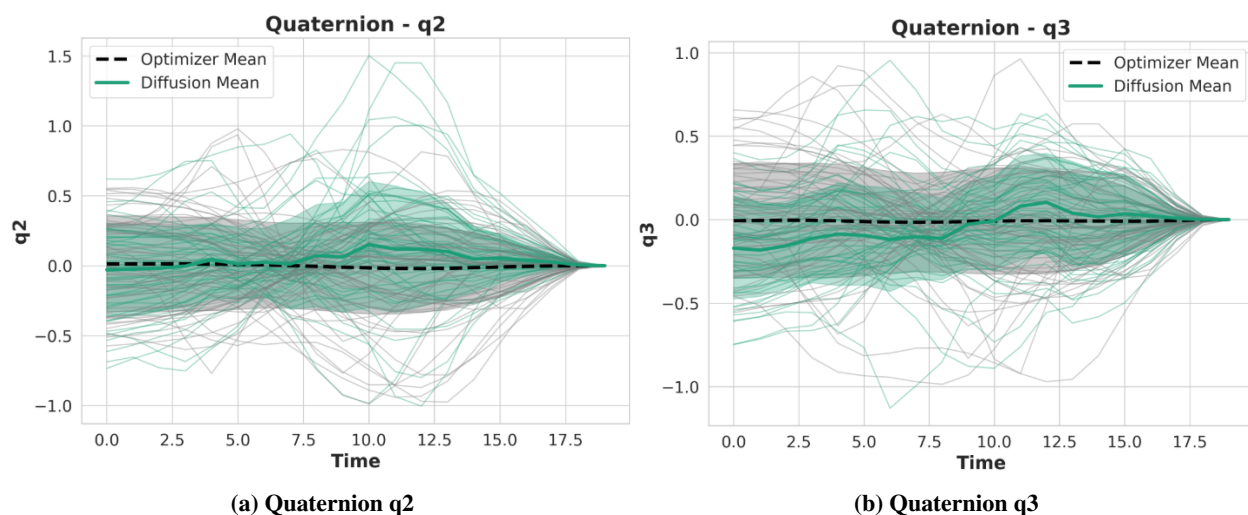 Quaternion - q2
Optimizer Mean
Diffusion Mean
1.5
1.0
0.5
0.0
−0.5
−1.0
q2
0.0 2.5 5.0 7.5 10.0 12.5 15.0 17.5
Time
(a) Quaternion q2
Quaternion - q3
Optimizer Mean
Diffusion Mean
1.0
0.5
0.0
−0.5
−1.0
q3
0.0 2.5 5.0 7.5 10.0 12.5 15.0 17.5
Time
(b) Quaternion q3